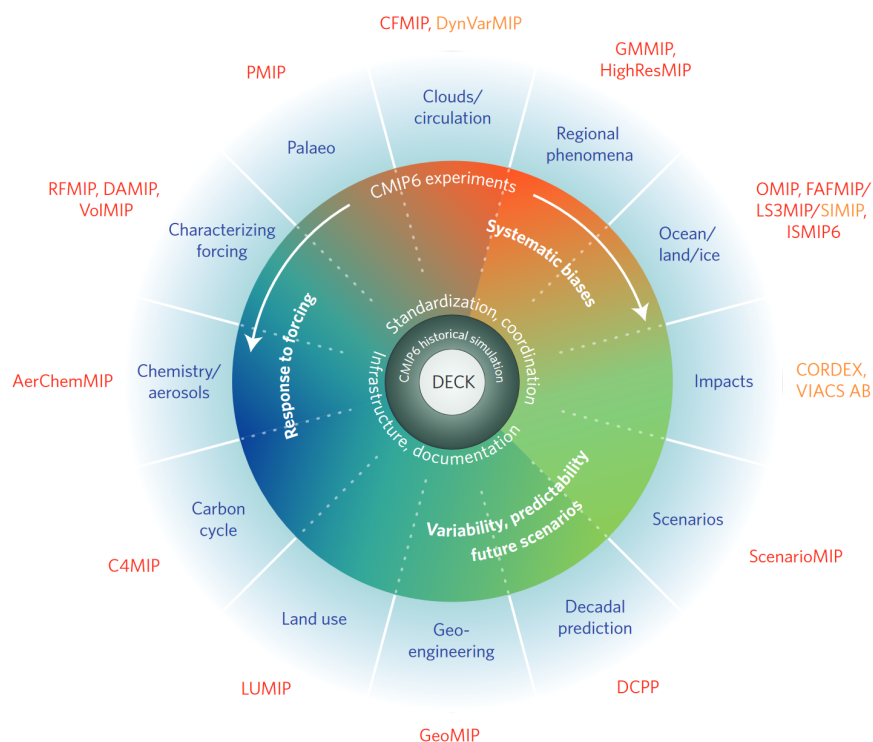 CFMIP, DynVarMIP
GMMIP,
HighResMIP
PMIP
Clouds/
circulation
Regional
phenomena
Palaeo
CMIP6 experiments
RFMIP, DAMIP,
VolMIP
OMIP, FAFMIP/
LS3MIP/SIMIP,
ISMIP6
Characterizing
forcing
Systematic biases
Ocean/
land/ice
Standardization, coordination
Response to forcing
CMIP6 historical simulation
DECK
Infrastructure, documentation
AerChemMIP
Chemistry/
aerosols
Impacts
CORDEX,
VIACS AB
Variability, predictability
future scenarios
Carbon
cycle
Scenarios
C4MIP
ScenarioMIP
Land use
Geo-
engineering
Decadal
prediction
LUMIP
DCPP
GeoMIP